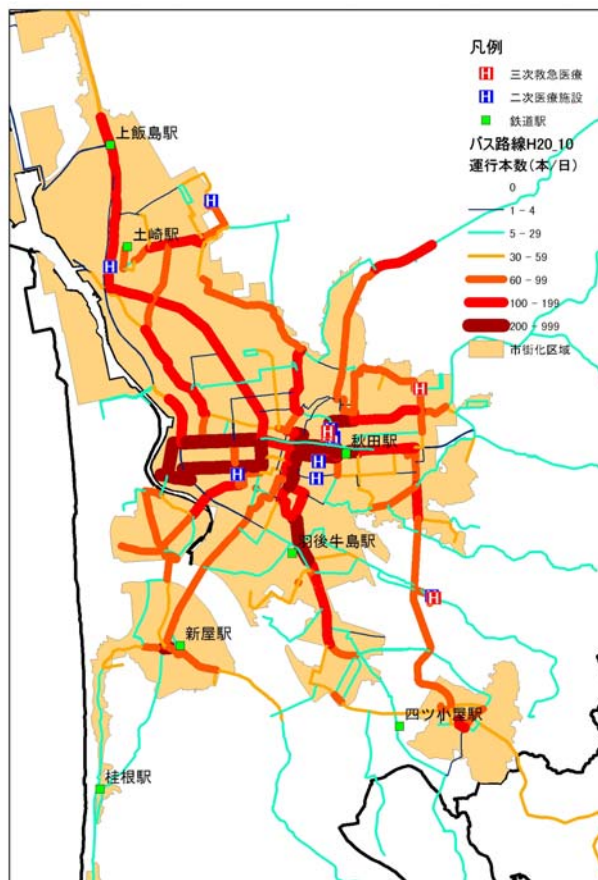 凡例
H 三次救急医療
H 二次医療施設
鉄道駅
バス路線H20_10
運行本数(本/日)
0
1 - 4
5 - 29
30 - 59
60 - 99
100 - 199
200 - 999
市街化区域
上飯島駅
H
土崎駅
H
H
H
秋田駅
H
H
H
羽後牛島駅
H
新屋駅
四ツ小屋駅
桂根駅